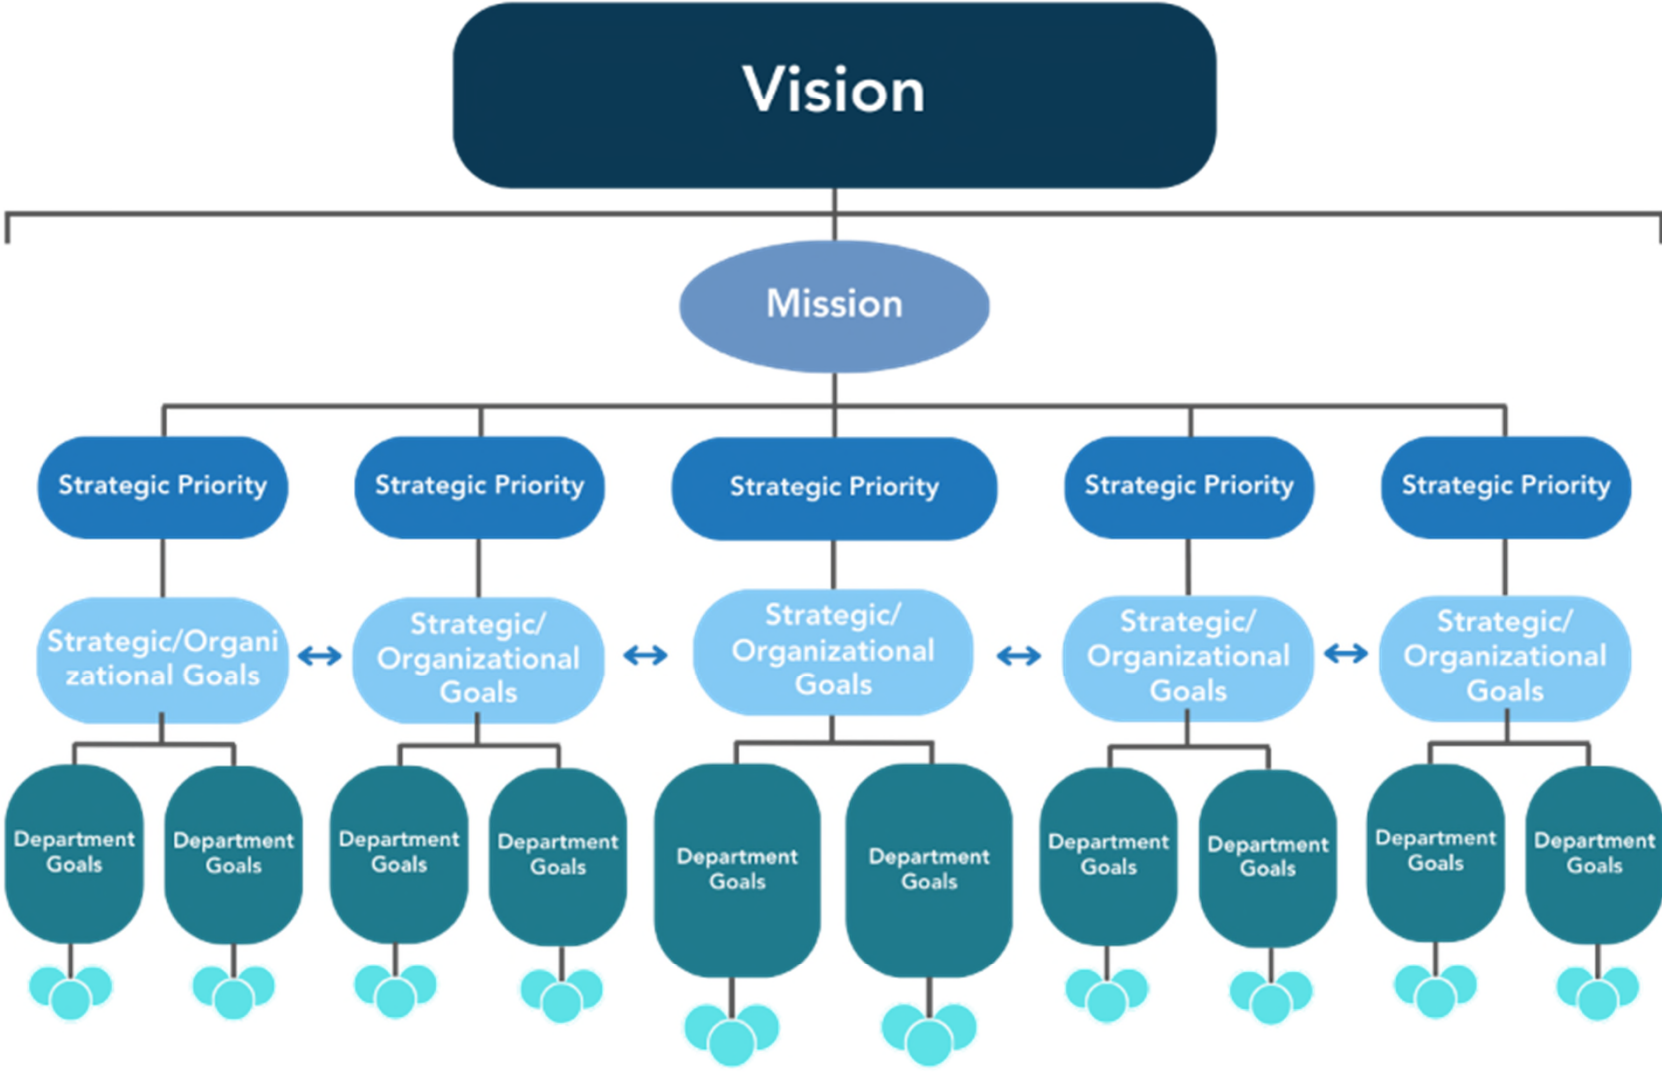 Vision
Mission
Strategic Priority
Strategic Priority
Strategic Priority
Strategic Priority
Strategic Priority
Strategic/Organi
zational Goals
Strategic/
Organizational
Goals
Strategic/
Organizational
Goals
Strategic/
Organizational
Goals
Strategic/
Organizational
Goals
Department
Goals
Department
Goals
Department
Goals
Department
Goals
Department
Goals
Department
Goals
Department
Goals
Department
Goals
Department
Goals
Department
Goals